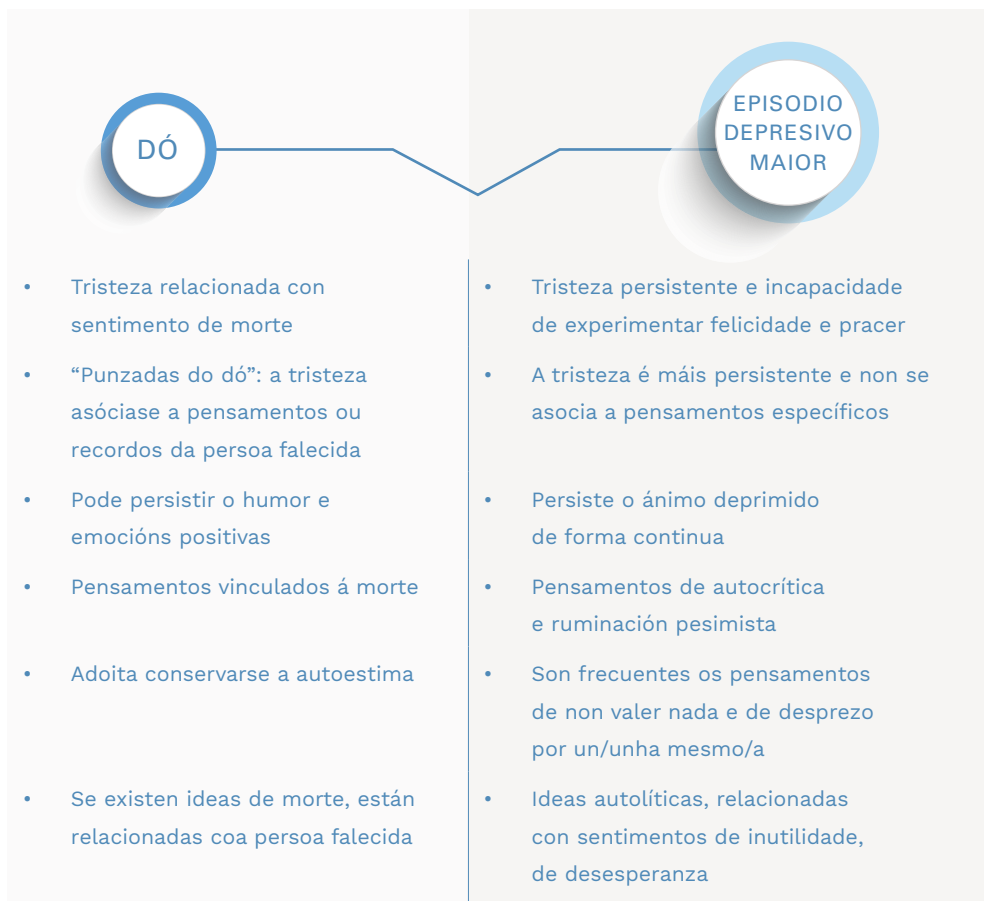 DÓ
EPISODIO
DEPRESIVO
MAIOR
• Tristeza relacionada con
sentimento de morte
• “Punzadas do dó”: a tristeza
asóciase a pensamentos ou
recordos da persoa falecida
• Pode persistir o humor e
emocións positivas
• Pensamentos vinculados á morte
• Adoita conservarse a autoestima
• Se existen ideas de morte, están
relacionadas coa persoa falecida
• Tristeza persistente e incapacidade
de experimentar felicidade e pracer
• A tristeza é máis persistente e non se
asocia a pensamentos específicos
• Persiste o ánimo deprimido
de forma continua
• Pensamentos de autocrítica
e ruminación pesimista
• Son frecuentes os pensamentos
de non valer nada e de desprezo
por un/unha mesmo/a
• Ideas autolíticas, relacionadas
con sentimentos de inutilidade,
de desesperanza